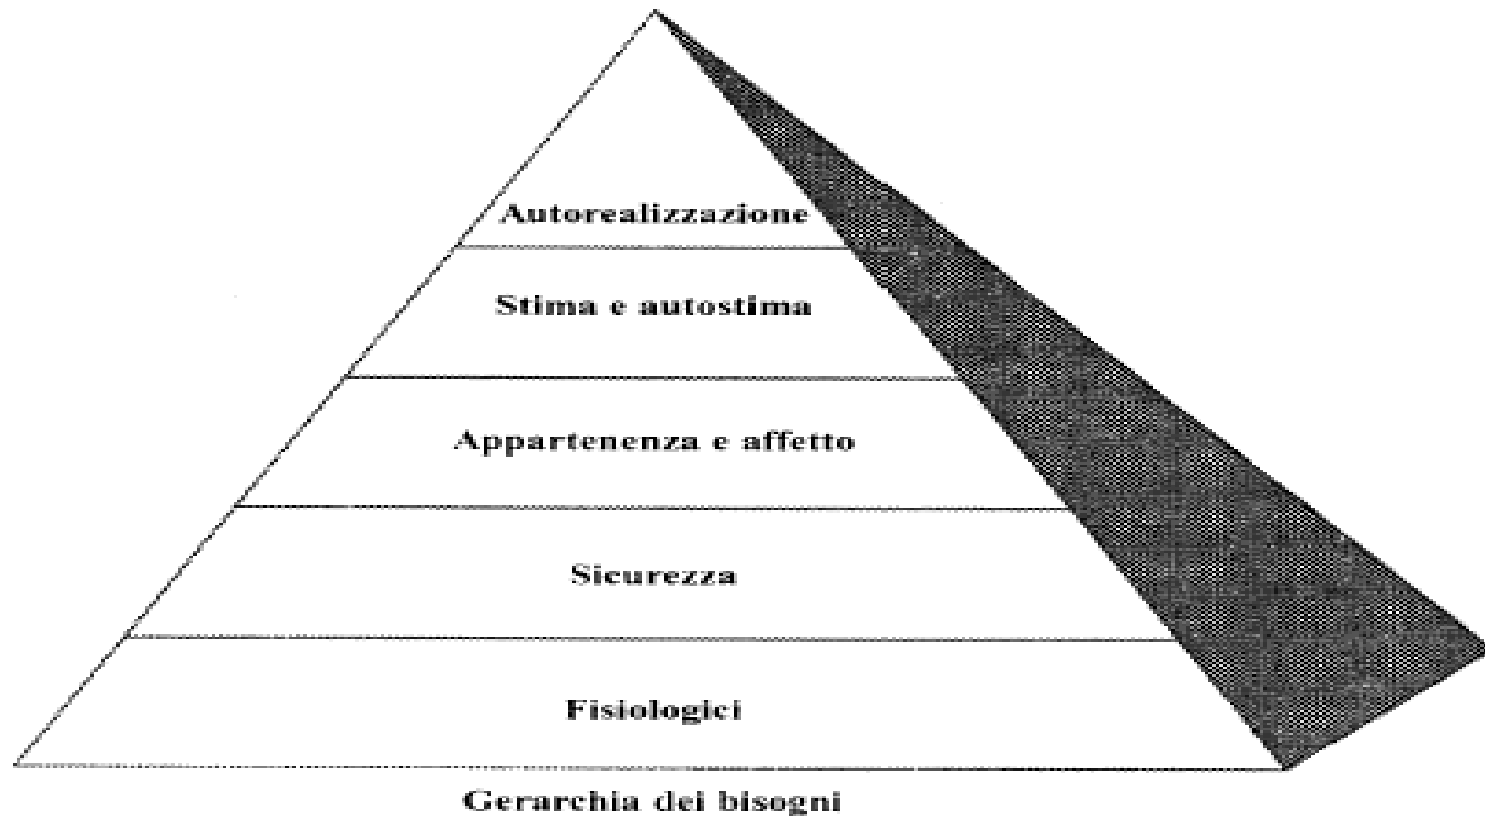 Autorealizzazione
Stima e autostima
Appartenenza e affetto
Sicurezza
Fisiologici
Gerarchia dei bisogni